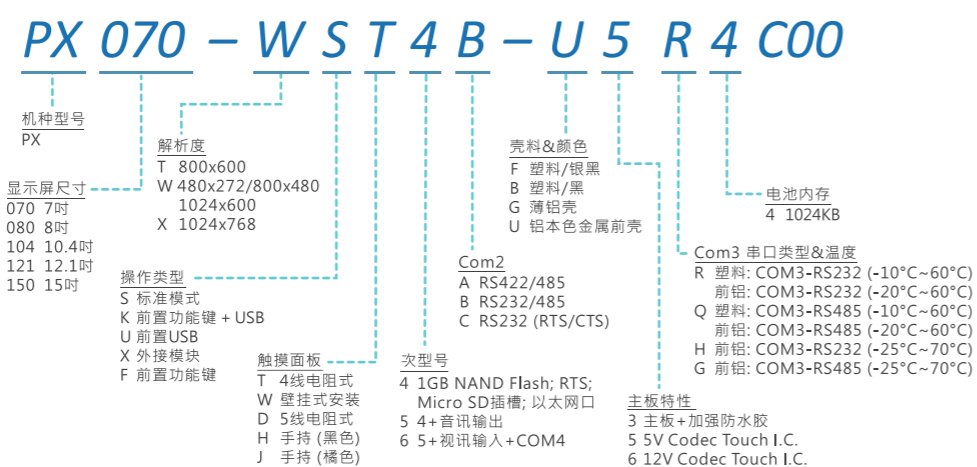 PX 070 - W S T 4 B - U 5 R 4 C00
机种型号
PX
显示屏尺寸
070 7吋
080 8吋
104 10.4吋
121 12.1吋
150 15吋
解析度
T 800x600
W 480x272/800x480
1024x600
X 1024x768
操作类型
S 标准模式
K 前置功能键 + USB
U 前置USB
X 外接模块
F 前置功能键
触摸面板
T 4线电阻式
W 壁挂式安装
D 5线电阻式
H 手持 (黑色)
J 手持 (橘色)
次型号
4 1GB NAND Flash; RTS;
Micro SD插槽; 以太网口
5 4+音讯输出
6 5+视讯输入+COM4
Com2
A RS422/485
B RS232/485
C RS232 (RTS/CTS)
壳料&颜色
F 塑料/银黑
B 塑料/黑
G 薄铝壳
U 铝本色金属前壳
主板特性
3 主板+加强防水胶
5 5V Codec Touch I.C.
6 12V Codec Touch I.C.
Com3 串口类型&温度
R 塑料: COM3-RS232 (-10°C~60°C)
前铝: COM3-RS232 (-20°C~60°C)
Q 塑料: COM3-RS485 (-10°C~60°C)
前铝: COM3-RS485 (-20°C~60°C)
H 前铝: COM3-RS232 (-25°C~70°C)
G 前铝: COM3-RS485 (-25°C~70°C)
电池内存
4 1024KB